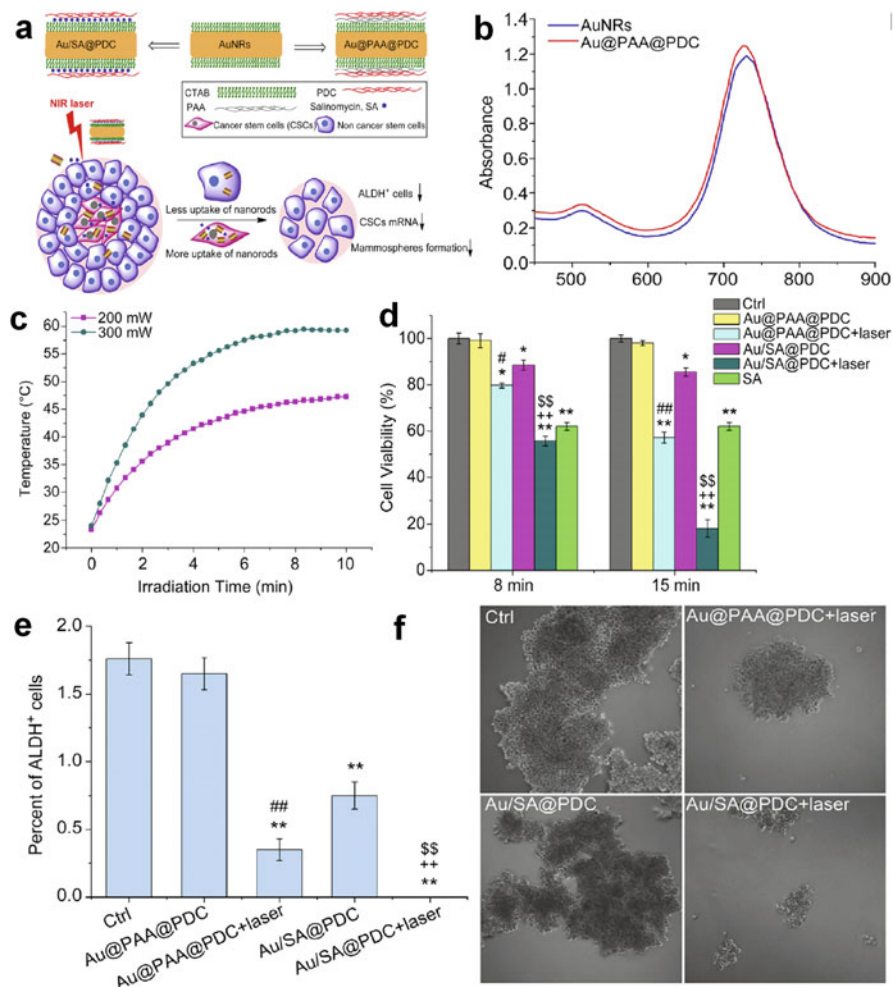 a
Au/SA@PDC
AuNRs
Au@PAA@PDC
CTAB
PDC
PAA
Salinomycin, SA
Cancer stem cells (CSCs)
Non cancer stem cells
NIR laser
Less uptake of nanorods
More uptake of nanorods
ALDH⁺ cells
CSCs mRNA
Mammospheres formation
b
AuNRs
Au@PAA@PDC
Absorbance
1.4
1.2
1.0
0.8
0.6
0.4
0.2
0.0
500 600 700 800 900
c
200 mW
300 mW
Temperature (°C)
65
60
55
50
45
40
35
30
25
20
0 2 4 6 8 10
Irradiation Time (min)
d
Ctrl
Au@PAA@PDC
Au@PAA@PDC+laser
Au/SA@PDC
Au/SA@PDC+laser
SA
Cell Vialbility (%)
100
80
60
40
20
0
#
*
*
$$
++
**
**
##
**
*
$$
++
**
**
8 min 15 min
e
Percent of ALDH⁺ cells
2.0
1.5
1.0
0.5
0.0
##
**
**
$$
++
**
Ctrl
Au@PAA@PDC
Au@PAA@PDC+laser
Au/SA@PDC
Au/SA@PDC+laser
f
Ctrl
Au@PAA@PDC+laser
Au/SA@PDC
Au/SA@PDC+laser